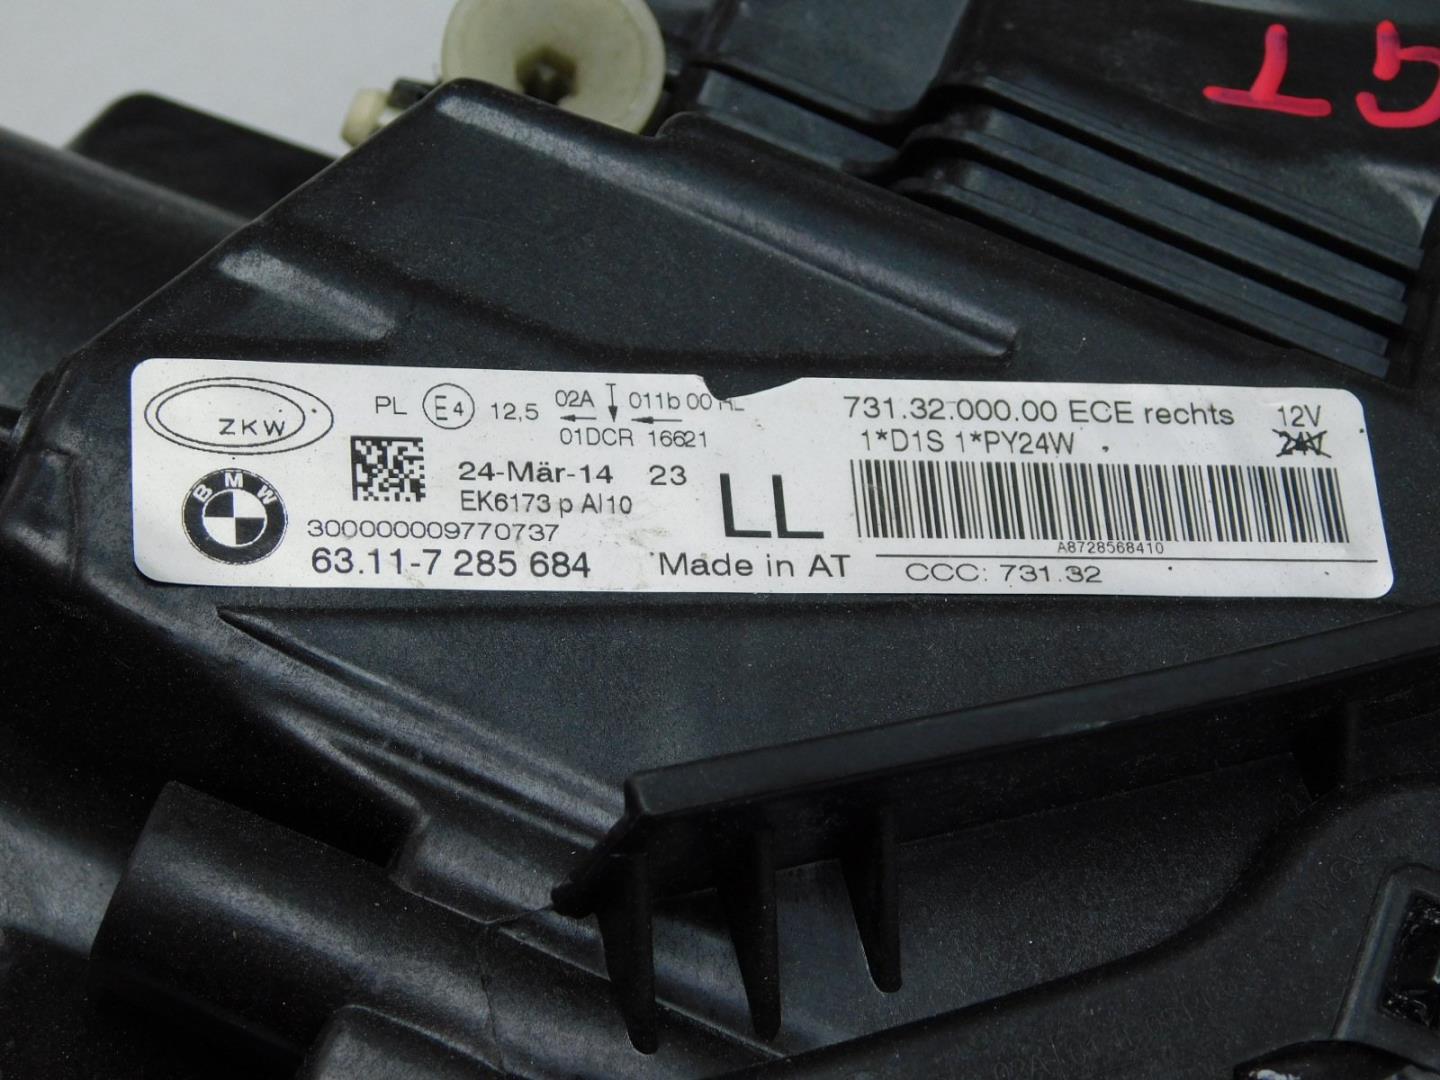 ZKW
PL E4 12,5 02A 011b 00
01DCR 16621
24-Mär-14 23
EK6173 p A/10
300000009770737
63.11-7 285 684
BMW
LL
Made in AT
731.32.000.00 ECE rechts 12V
1*D1S 1*PY24W 24V
A8728568410
CCC: 731.32